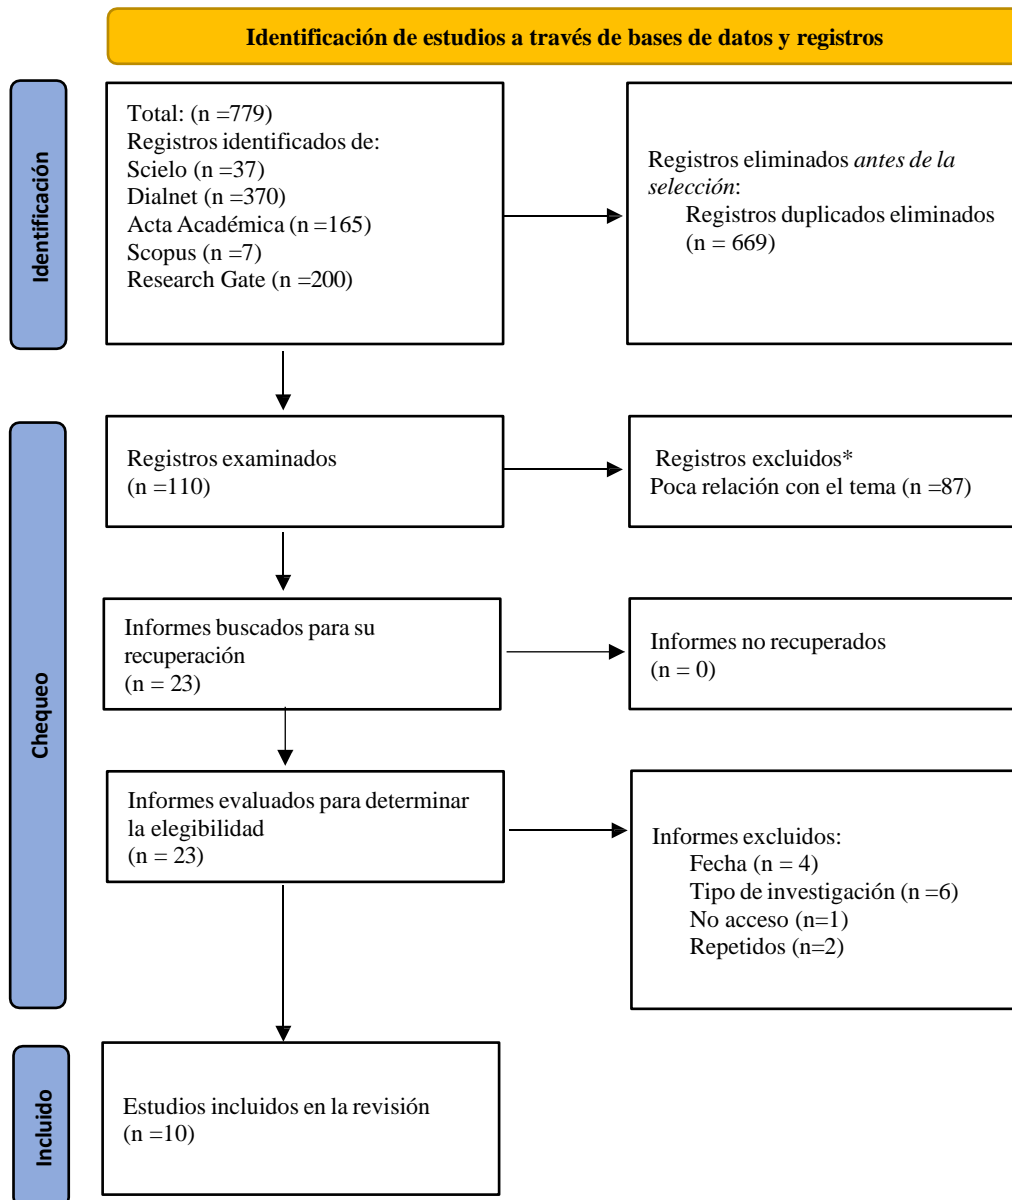 Identificación de estudios a través de bases de datos y registros
Identificación
Total: (n =779)
Registros identificados de:
Scielo (n =37)
Dialnet (n =370)
Acta Académica (n =165)
Scopus (n =7)
Research Gate (n =200)
Registros eliminados antes de la
selección:
Registros duplicados eliminados
(n = 669)
Chequeo
Registros examinados
(n =110)
Registros excluidos*
Poca relación con el tema (n =87)
Informes buscados para su
recuperación
(n = 23)
Informes no recuperados
(n = 0)
Informes evaluados para determinar
la elegibilidad
(n = 23)
Informes excluidos:
Fecha (n = 4)
Tipo de investigación (n =6)
No acceso (n=1)
Repetidos (n=2)
Incluido
Estudios incluidos en la revisión
(n =10)